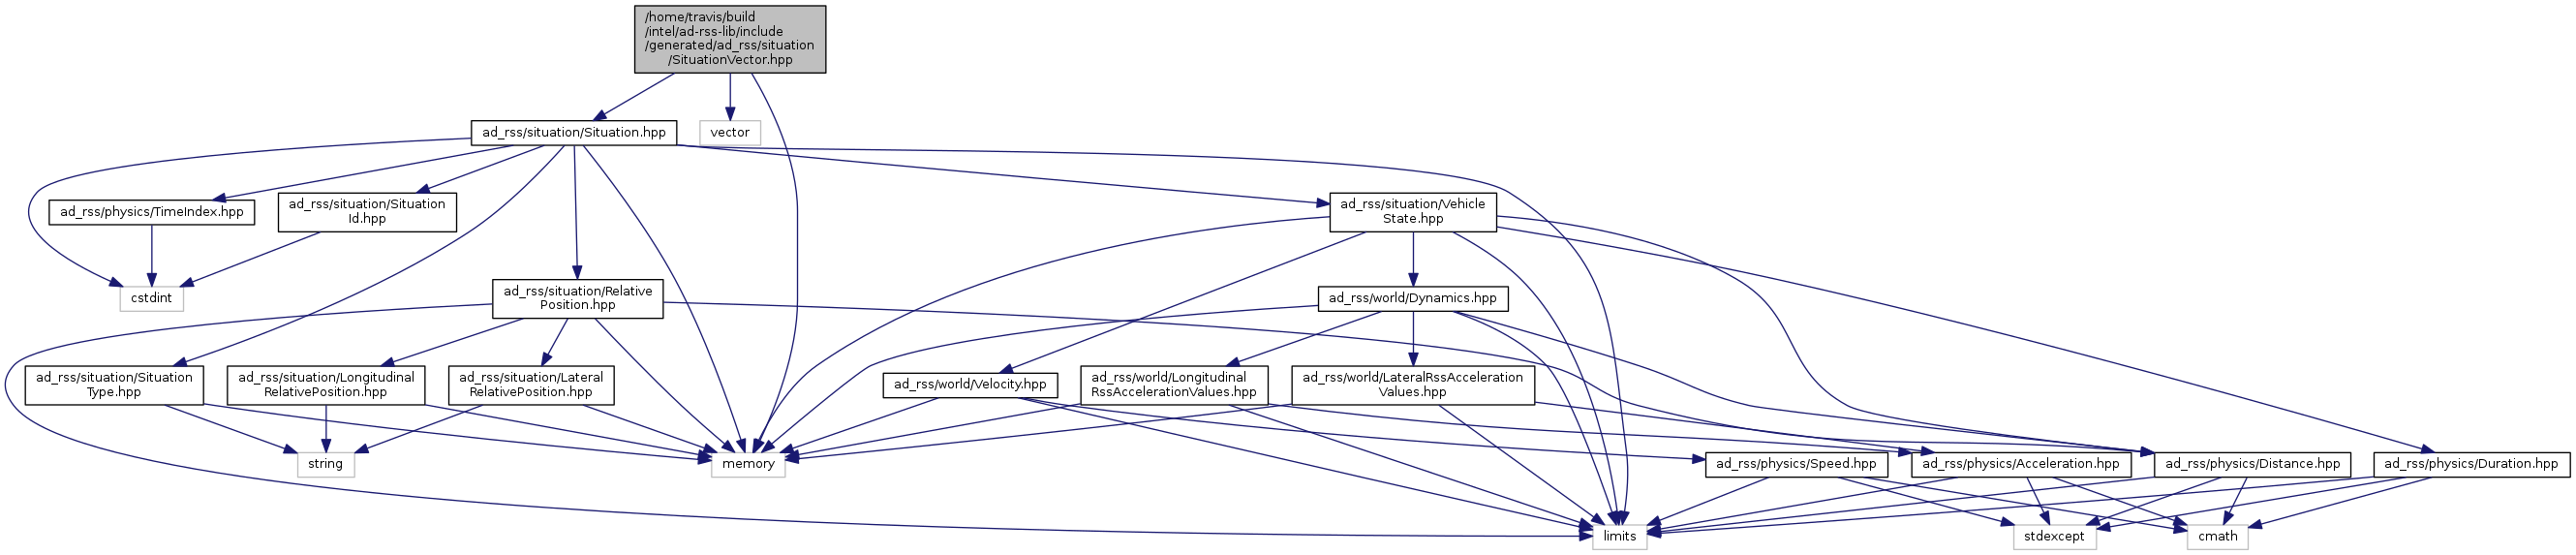 /home/travis/build
/intel/ad-rss-lib/include
/generated/ad_rss/situation
/SituationVector.hpp
ad_rss/situation/Situation.hpp
vector
ad_rss/physics/TimeIndex.hpp
ad_rss/situation/Situation
Id.hpp
ad_rss/situation/Vehicle
State.hpp
cstdint
ad_rss/situation/Relative
Position.hpp
ad_rss/world/Dynamics.hpp
ad_rss/situation/Situation
Type.hpp
ad_rss/situation/Longitudinal
RelativePosition.hpp
ad_rss/situation/Lateral
RelativePosition.hpp
ad_rss/world/Velocity.hpp
ad_rss/world/Longitudinal
RssAccelerationValues.hpp
ad_rss/world/LateralRssAcceleration
Values.hpp
string
memory
ad_rss/physics/Speed.hpp
ad_rss/physics/Acceleration.hpp
ad_rss/physics/Distance.hpp
ad_rss/physics/Duration.hpp
limits
stdexcept
cmath